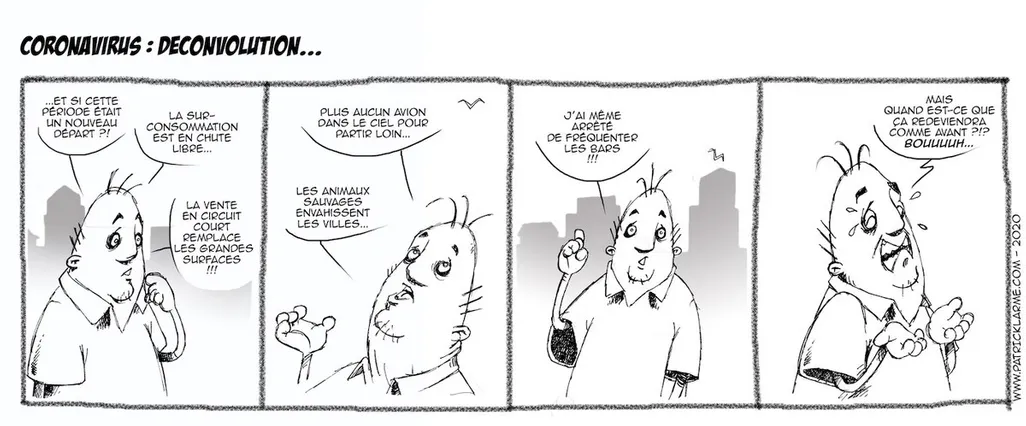 CORONAVIRUS : DECONVOLUTION...
...ET SI CETTE
PÉRIODE ÉTAIT
UN NOUVEAU
DÉPART ?!
LA SUR-
CONSOMMATION
EST EN CHUTE
LIBRE...
LA VENTE
EN CIRCUIT
COURT
REMPLACE
LES GRANDES
SURFACES
!!!
PLUS AUCUN AVION
DANS LE CIEL POUR
PARTIR LOIN...
LES ANIMAUX
SAUVAGES
ENVAHISSENT
LES VILLES...
J'AI MÊME
ARRÊTÉ
DE FRÉQUENTER
LES BARS
!!!
MAIS
QUAND EST-CE QUE
ÇA REDEVIENDRA
COMME AVANT ?!?
BOUUUUH...
WWW.PATRICKLARME.COM - 2020